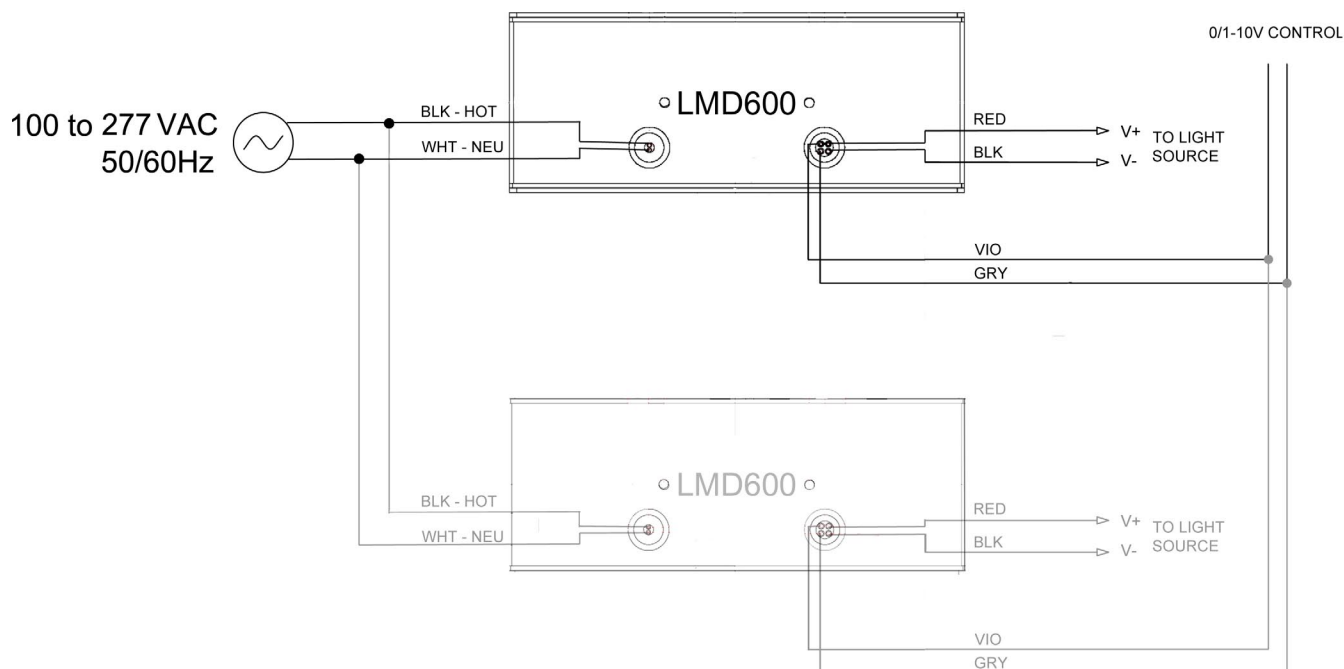 0/1-10V CONTROL
100 to 277 VAC
50/60Hz
BLK - HOT
WHT - NEU
LMD600
RED
BLK
V+
V-
TO LIGHT
SOURCE
VIO
GRY
BLK - HOT
WHT - NEU
LMD600
RED
BLK
V+
V-
TO LIGHT
SOURCE
VIO
GRY